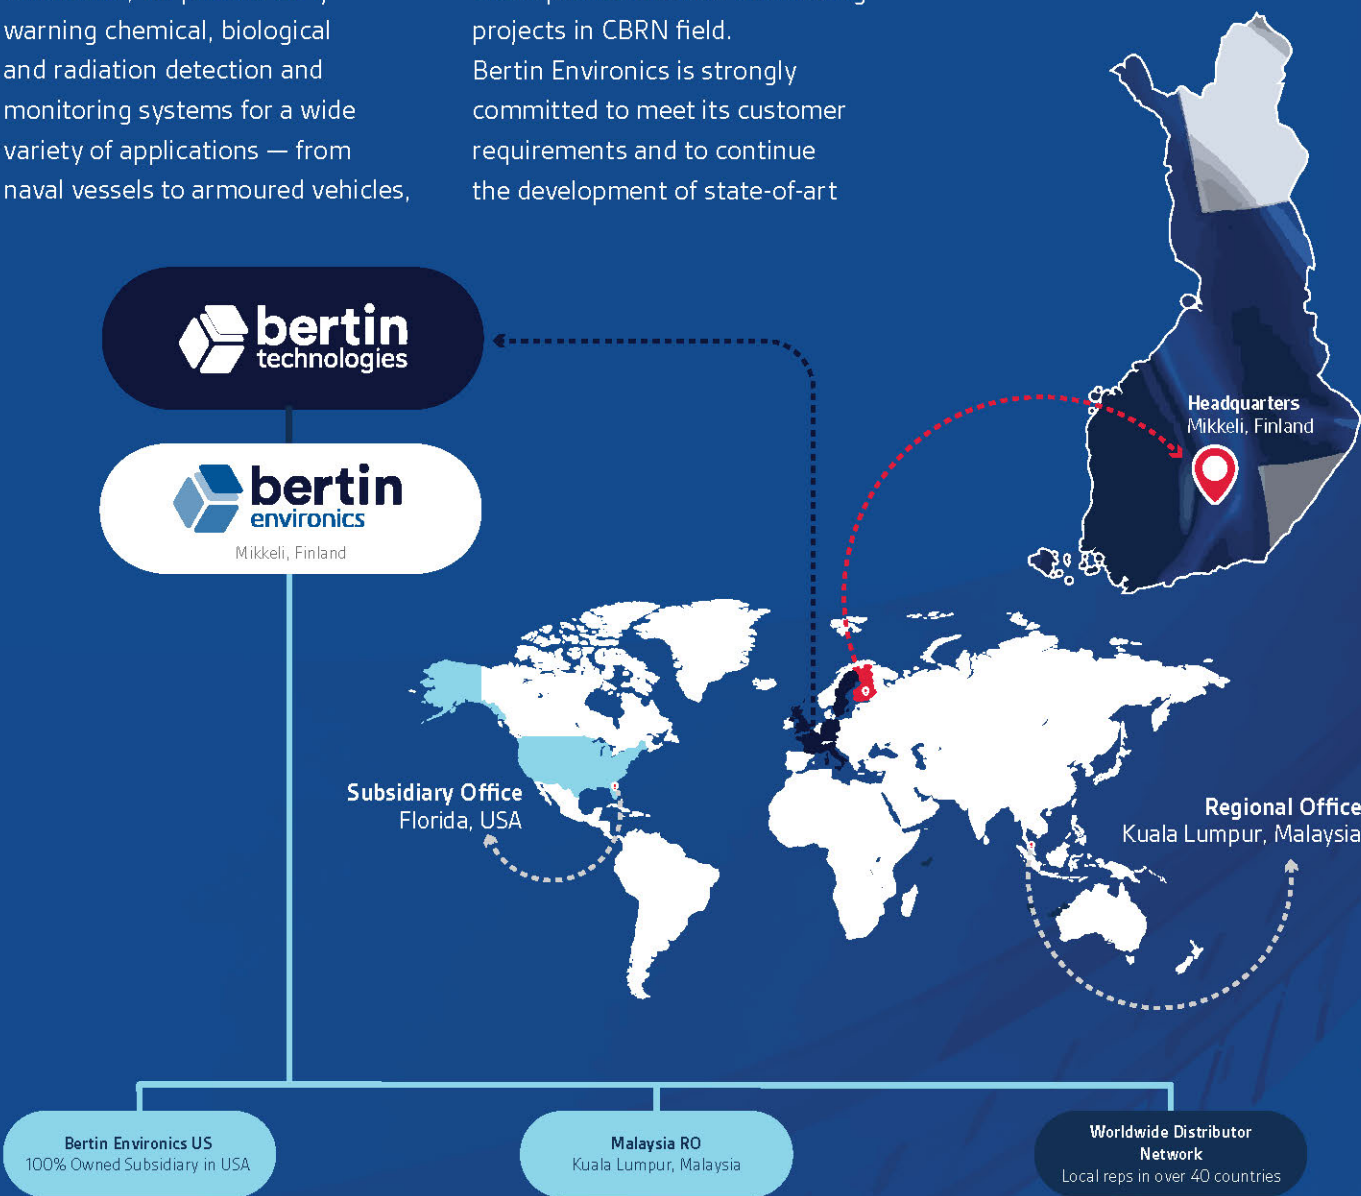 warning chemical, biological
and radiation detection and
monitoring systems for a wide
variety of applications — from
naval vessels to armoured vehicles,
projects in CBRN field.
Bertin Environics is strongly
committed to meet its customer
requirements and to continue
the development of state-of-art
bertin
technologies
bertin
environics
Mikkeli, Finland
Headquarters
Mikkeli, Finland
Subsidiary Office
Florida, USA
Regional Office
Kuala Lumpur, Malaysia
Bertin Environics US
100% Owned Subsidiary in USA
Malaysia RO
Kuala Lumpur, Malaysia
Worldwide Distributor
Network
Local reps in over 40 countries